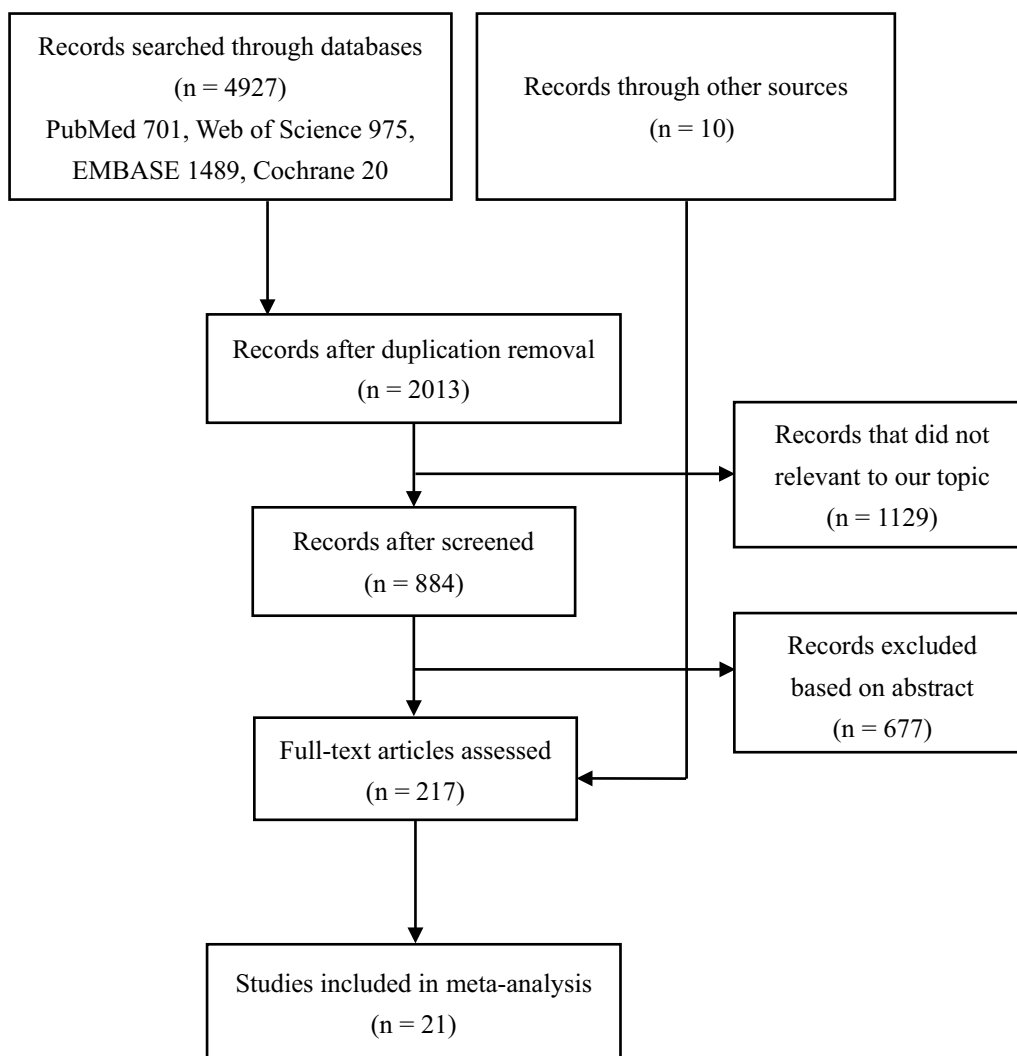 Records searched through databases
(n = 4927)
PubMed 701, Web of Science 975,
EMBASE 1489, Cochrane 20
Records through other sources
(n = 10)
Records after duplication removal
(n = 2013)
Records that did not
relevant to our topic
(n = 1129)
Records after screened
(n = 884)
Records excluded
based on abstract
(n = 677)
Full-text articles assessed
(n = 217)
Studies included in meta-analysis
(n = 21)